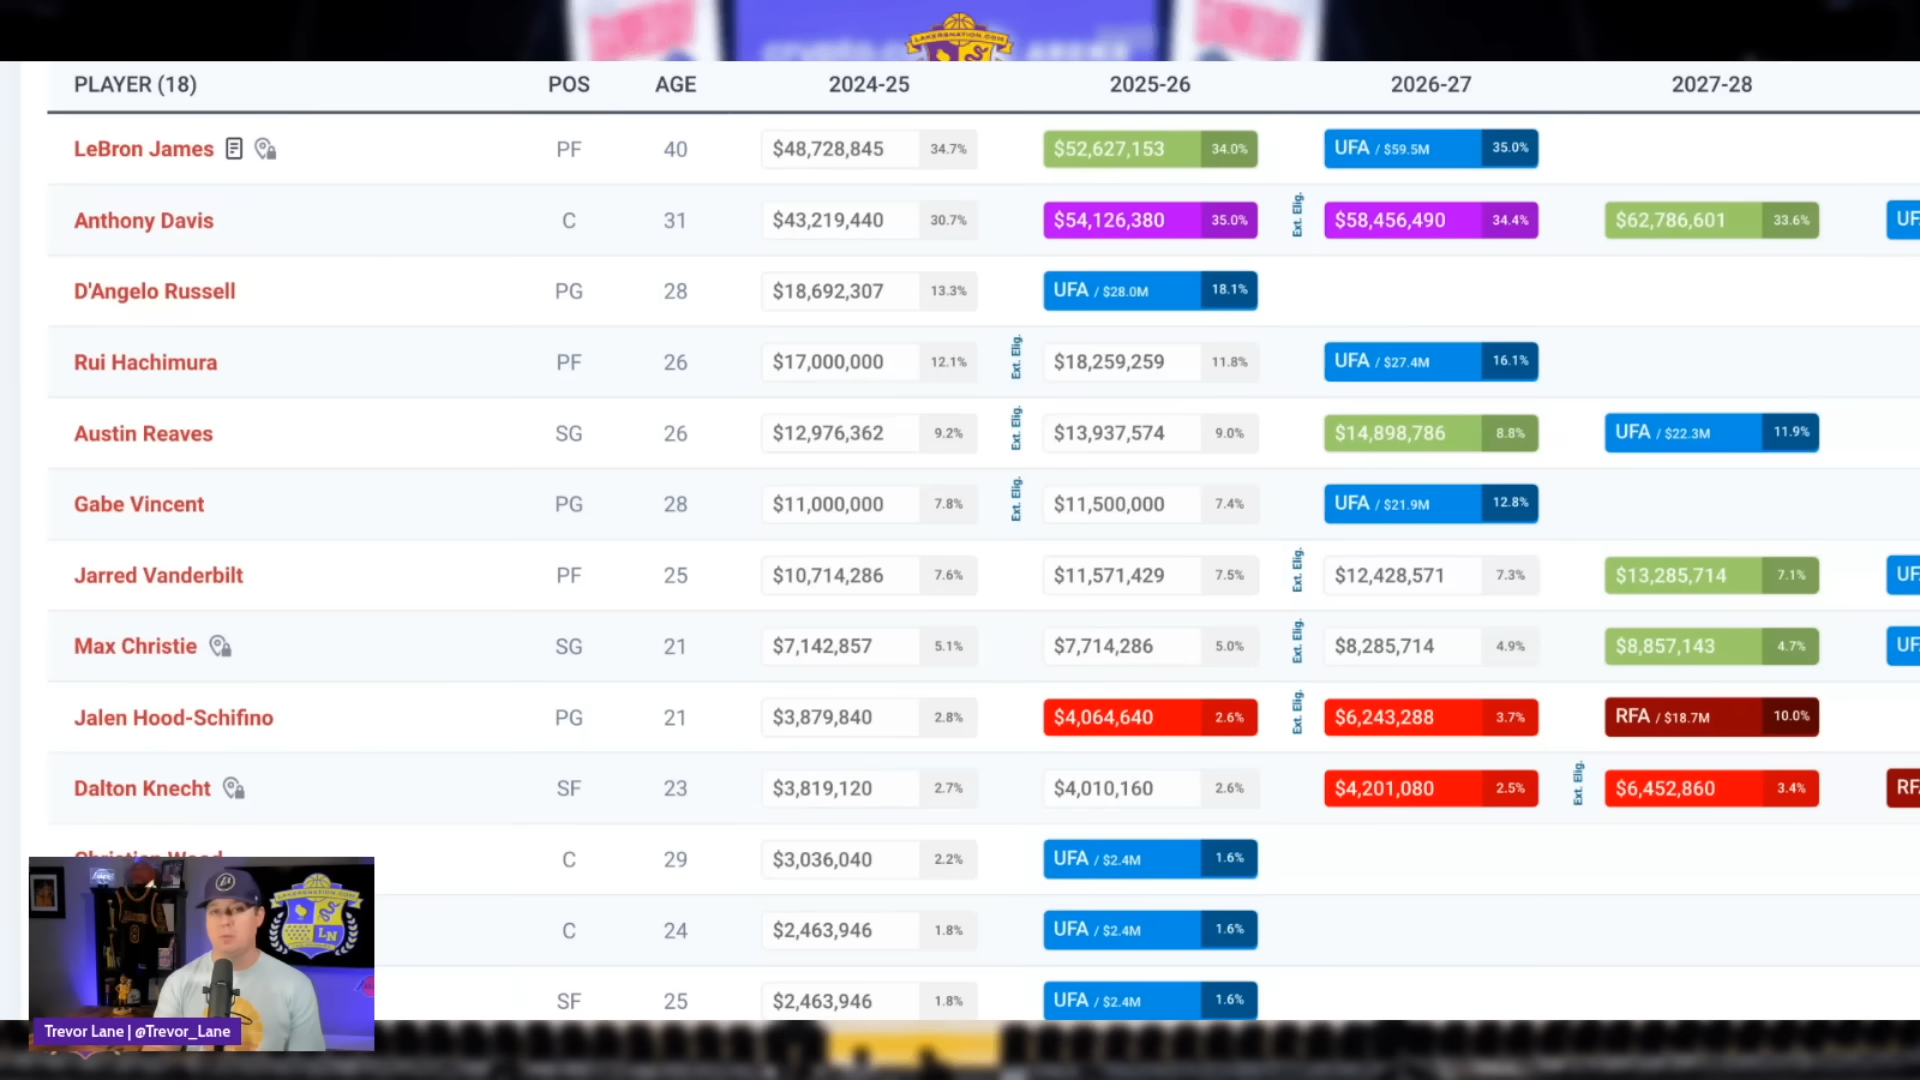 LAKERSNATION.COM
PLAYER (18) POS AGE 2024-25 2025-26 2026-27 2027-28
LeBron James PF 40 $48,728,845 34.7% $52,627,153 34.0% UFA / $59.5M 35.0%
Anthony Davis C 31 $43,219,440 30.7% $54,126,380 35.0% Ext. Elig. $58,456,490 34.4% $62,786,601 33.6% UF
D'Angelo Russell PG 28 $18,692,307 13.3% UFA / $28.0M 18.1%
Rui Hachimura PF 26 $17,000,000 12.1% Ext. Elig. $18,259,259 11.8% UFA / $27.4M 16.1%
Austin Reaves SG 26 $12,976,362 9.2% Ext. Elig. $13,937,574 9.0% $14,898,786 8.8% UFA / $22.3M 11.9%
Gabe Vincent PG 28 $11,000,000 7.8% Ext. Elig. $11,500,000 7.4% UFA / $21.9M 12.8%
Jarred Vanderbilt PF 25 $10,714,286 7.6% $11,571,429 7.5% Ext. Elig. $12,428,571 7.3% $13,285,714 7.1% UF
Max Christie SG 21 $7,142,857 5.1% $7,714,286 5.0% Ext. Elig. $8,285,714 4.9% $8,857,143 4.7% UF
Jalen Hood-Schifino PG 21 $3,879,840 2.8% $4,064,640 2.6% Ext. Elig. $6,243,288 3.7% RFA / $18.7M 10.0%
Dalton Knecht SF 23 $3,819,120 2.7% $4,010,160 2.6% $4,201,080 2.5% Ext. Elig. $6,452,860 3.4% RF
C 29 $3,036,040 2.2% UFA / $2.4M 1.6%
C 24 $2,463,946 1.8% UFA / $2.4M 1.6%
SF 25 $2,463,946 1.8% UFA / $2.4M 1.6%
LN
Trevor Lane | @Trevor_Lane